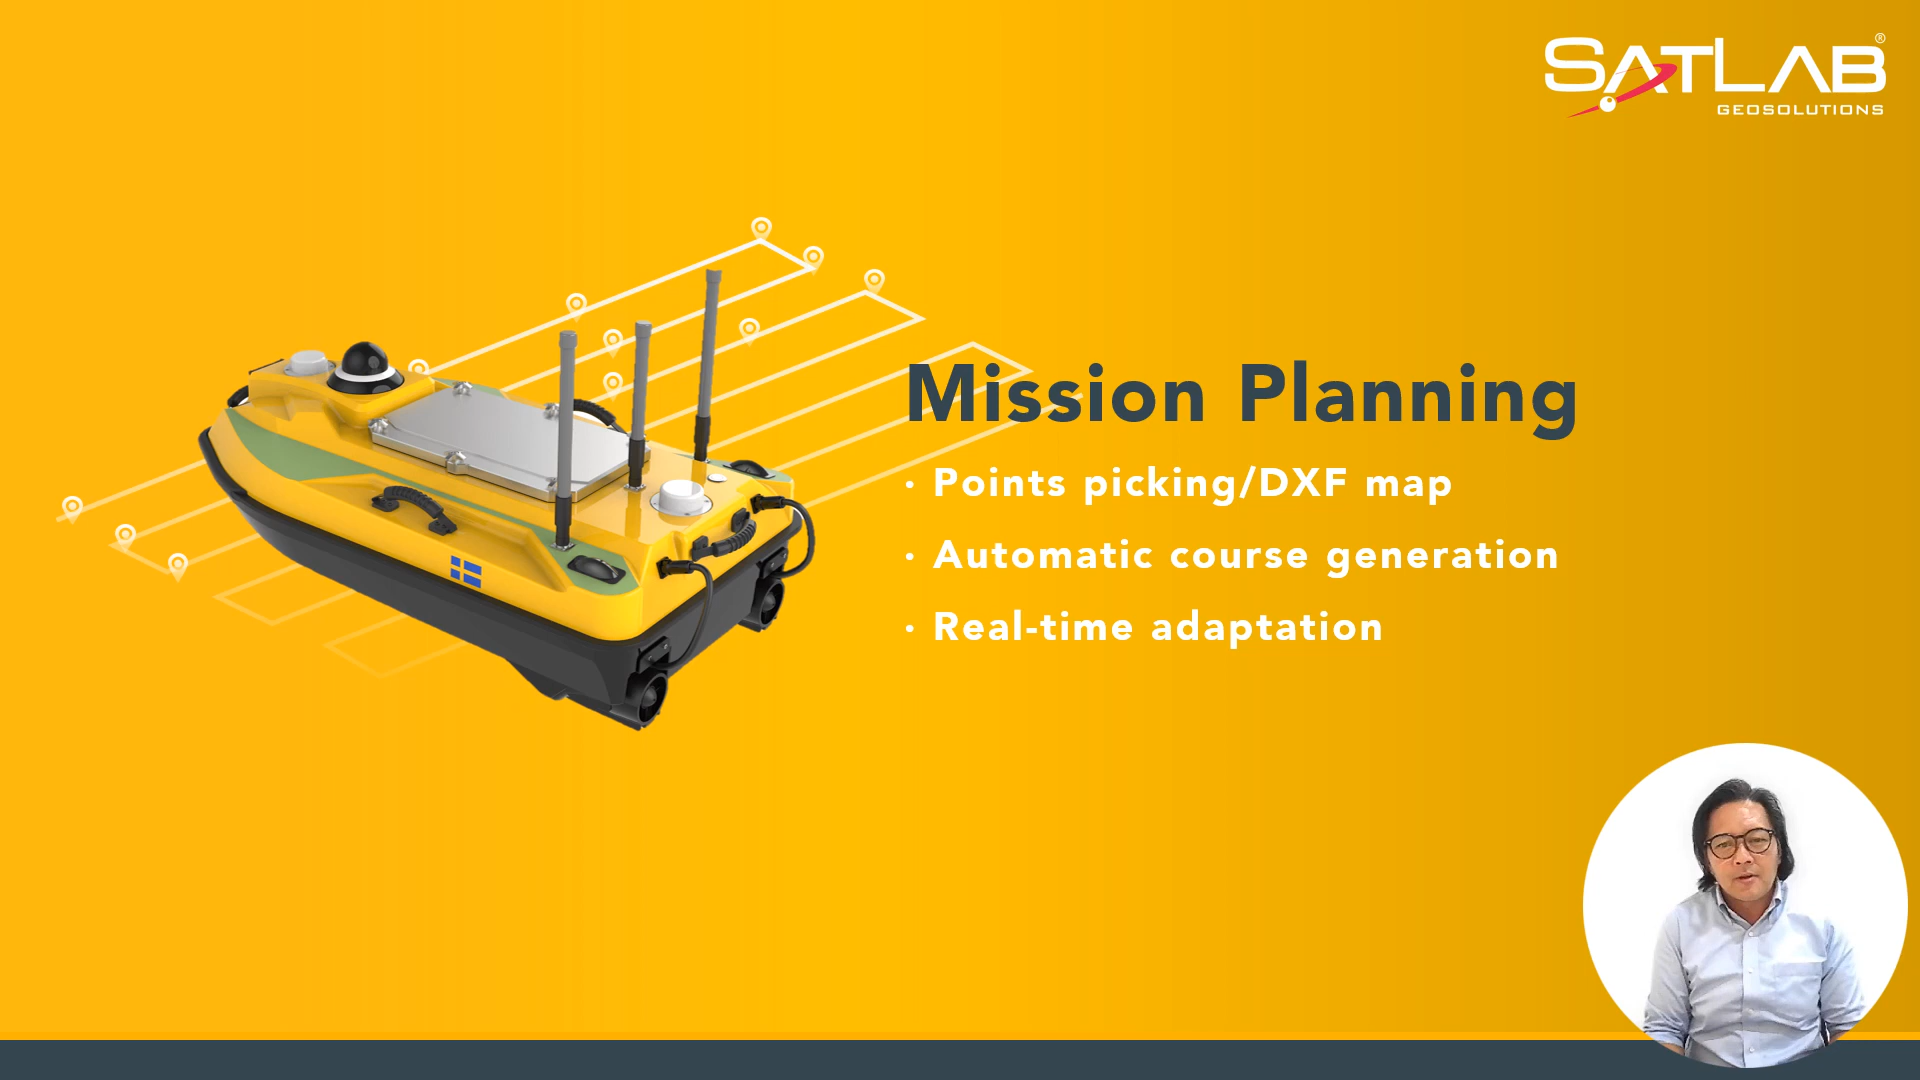 SATLAB®
GEOSOLUTIONS
Mission Planning
• Points picking/DXF map
• Automatic course generation
• Real-time adaptation